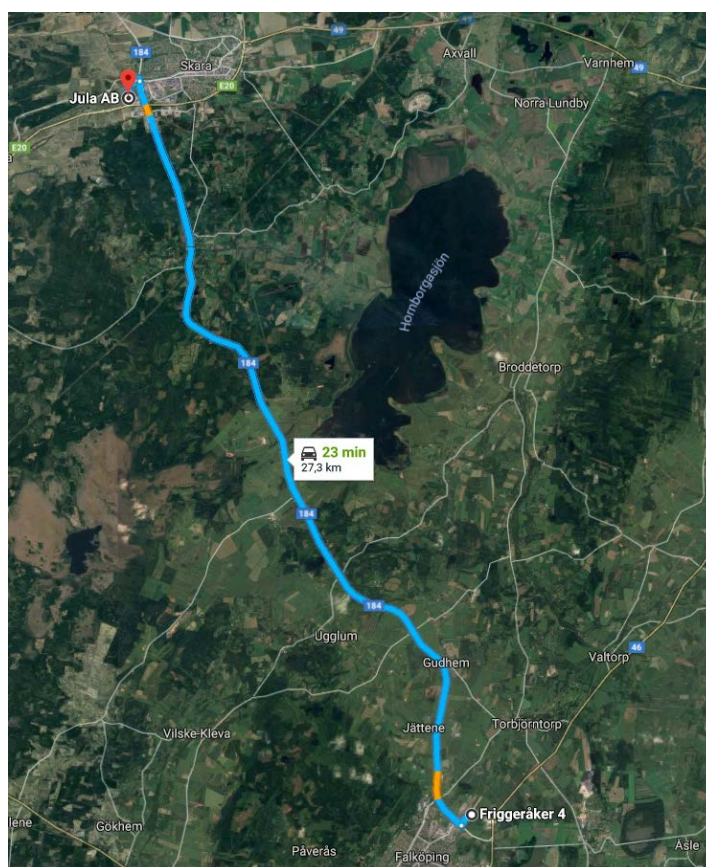 49
49
184
Skara
Axvall
Varnhem
Jula AB
E20
49
Norra Lundby
E20
Hornborgasjön
184
Broddetorp
23 min
27,3 km
184
184
Ugglum
Gudhem
46
Valtorp
Jättene
Torbjörntorp
Vilske-Kleva
Friggeråker 4
Gökhem
Påverås
Falköping
Åsle